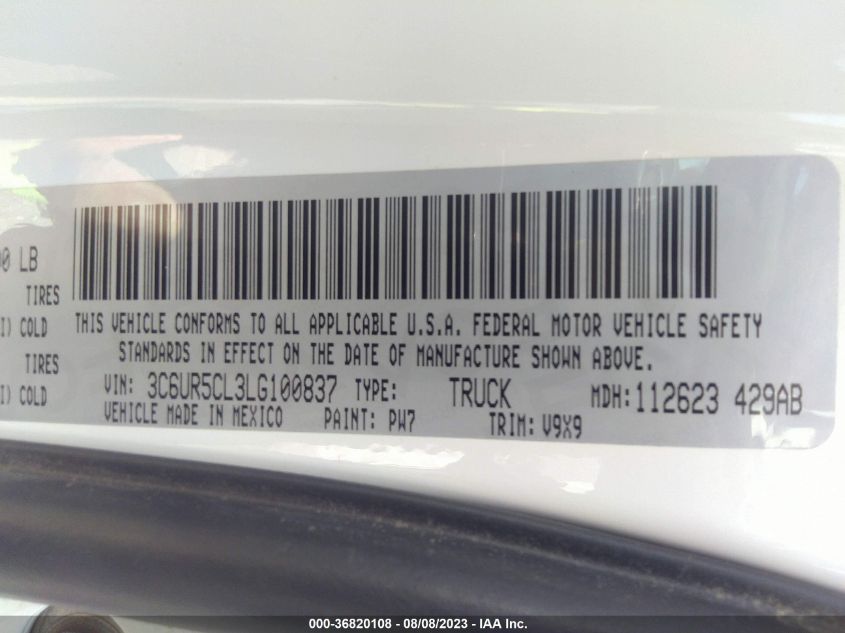 00 LB
TIRES
I) COLD
TIRES
I) COLD
THIS VEHICLE CONFORMS TO ALL APPLICABLE U.S.A. FEDERAL MOTOR VEHICLE SAFETY
STANDARDS IN EFFECT ON THE DATE OF MANUFACTURE SHOWN ABOVE.
VIN: 3C6UR5CL3LG100837 TYPE: TRUCK MDH: 112623 429AB
VEHICLE MADE IN MEXICO PAINT: PW7 TRIM: V9X9
000-36820108 - 08/08/2023 - IAA Inc.